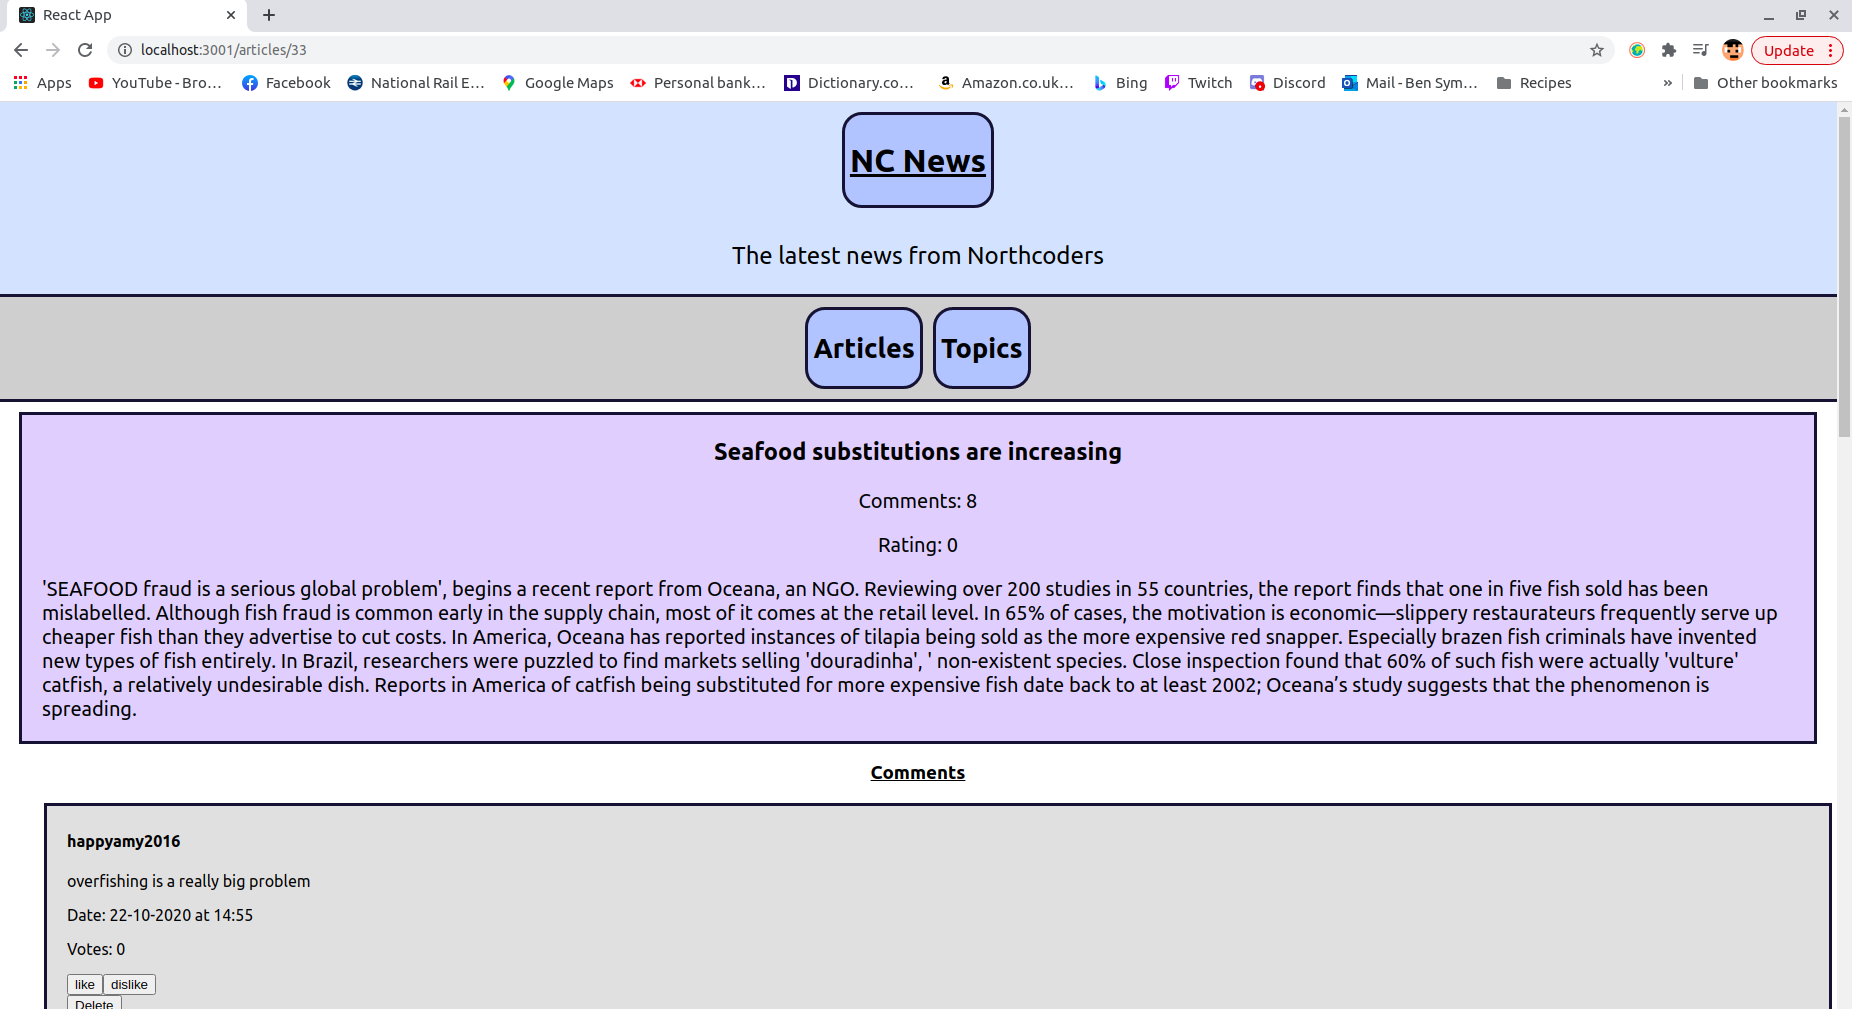 React App
localhost:3001/articles/33
Update
Apps YouTube - Bro... Facebook National Rail E... Google Maps Personal bank... Dictionary.co... Amazon.co.uk... Bing Twitch Discord Mail - Ben Sym... Recipes » Other bookmarks
NC News
The latest news from Northcoders
Articles Topics
Seafood substitutions are increasing
Comments: 8
Rating: 0
'SEAFOOD fraud is a serious global problem', begins a recent report from Oceana, an NGO. Reviewing over 200 studies in 55 countries, the report finds that one in five fish sold has been
mislabelled. Although fish fraud is common early in the supply chain, most of it comes at the retail level. In 65% of cases, the motivation is economic—slippery restaurateurs frequently serve up
cheaper fish than they advertise to cut costs. In America, Oceana has reported instances of tilapia being sold as the more expensive red snapper. Especially brazen fish criminals have invented
new types of fish entirely. In Brazil, researchers were puzzled to find markets selling 'douradinha', ' non-existent species. Close inspection found that 60% of such fish were actually 'vulture'
catfish, a relatively undesirable dish. Reports in America of catfish being substituted for more expensive fish date back to at least 2002; Oceana’s study suggests that the phenomenon is
spreading.
Comments
happyamy2016
overfishing is a really big problem
Date: 22-10-2020 at 14:55
Votes: 0
like dislike
Delete